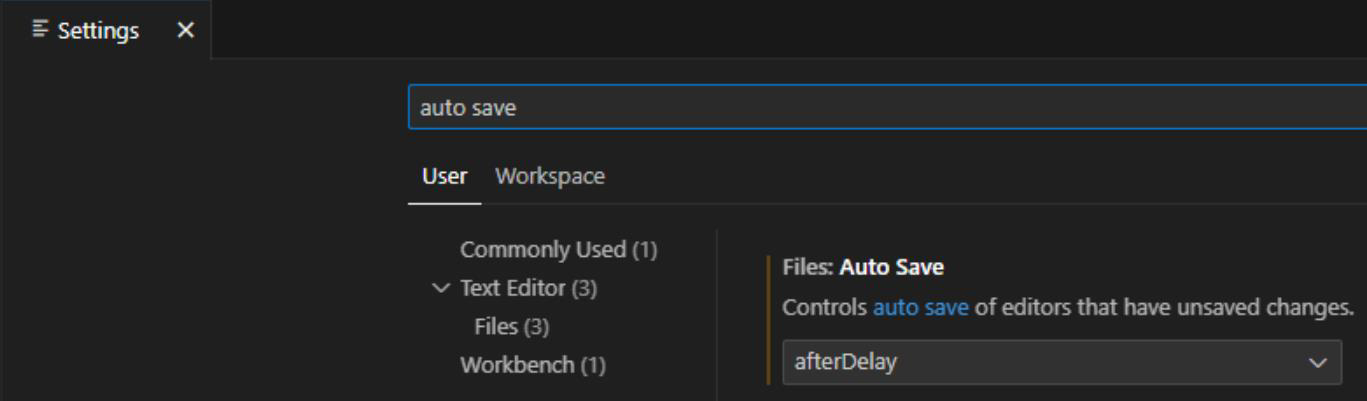 Settings
auto save
User Workspace
Commonly Used (1)
Text Editor (3)
Files (3)
Workbench (1)
Files: Auto Save
Controls auto save of editors that have unsaved changes.
afterDelay